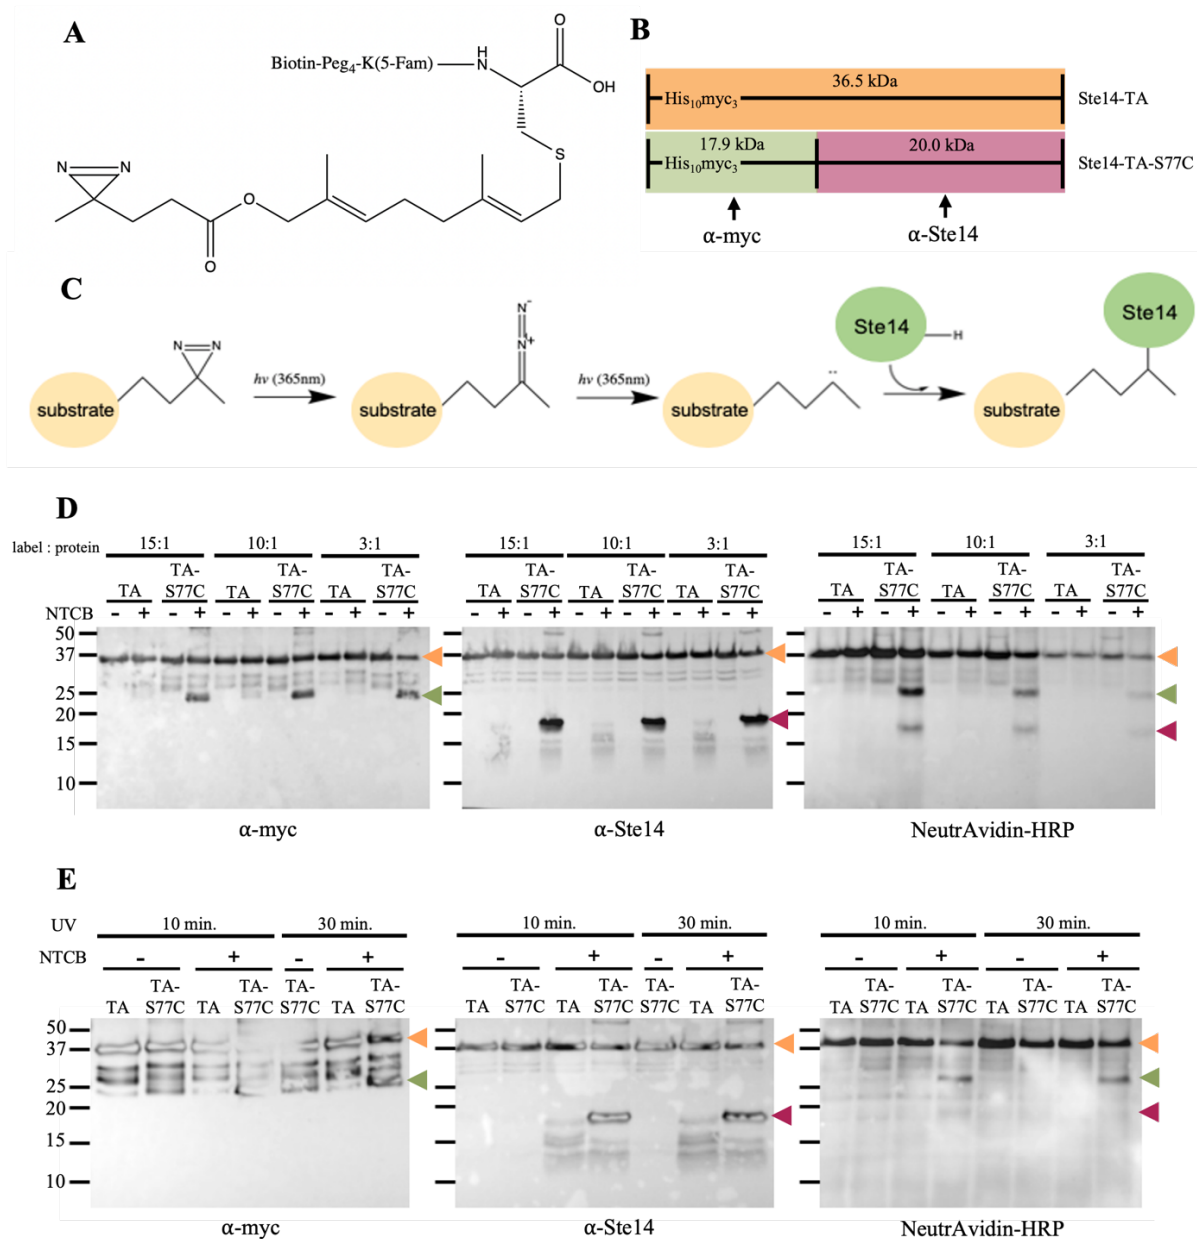 A
O
H
Biotin-Peg₄-K(5-Fam)
N
OH
S
N
N
O
O
B
36.5 kDa
His₁₀myc₃
Ste14-TA
17.9 kDa
20.0 kDa
His₁₀myc₃
Ste14-TA-S77C
α-myc
α-Ste14
C
N⁻
N⁺
N
N
hv (365nm)
hv (365nm)
Ste14
H
Ste14
substrate
substrate
substrate
substrate
D
label : protein
15:1
10:1
3:1
15:1
10:1
3:1
15:1
10:1
3:1
TA
TA-S77C
TA
TA-S77C
TA
TA-S77C
TA
TA-S77C
TA
TA-S77C
TA
TA-S77C
TA
TA-S77C
TA
TA-S77C
TA
TA-S77C
NTCB
- + - + - + - + - + - +
- + - + - + - + - + - +
- + - + - + - + - + - +
50
37
25
20
15
10
α-myc
α-Ste14
NeutrAvidin-HRP
E
UV
10 min.
30 min.
10 min.
30 min.
10 min.
30 min.
NTCB
- + - +
- + - +
- + - +
TA
TA-S77C
TA
TA-S77C
TA-S77C
TA
TA-S77C
TA
TA-S77C
TA
TA-S77C
TA-S77C
TA
TA-S77C
TA
TA-S77C
TA
TA-S77C
TA
TA-S77C
TA
TA-S77C
50
37
25
20
15
10
α-myc
α-Ste14
NeutrAvidin-HRP